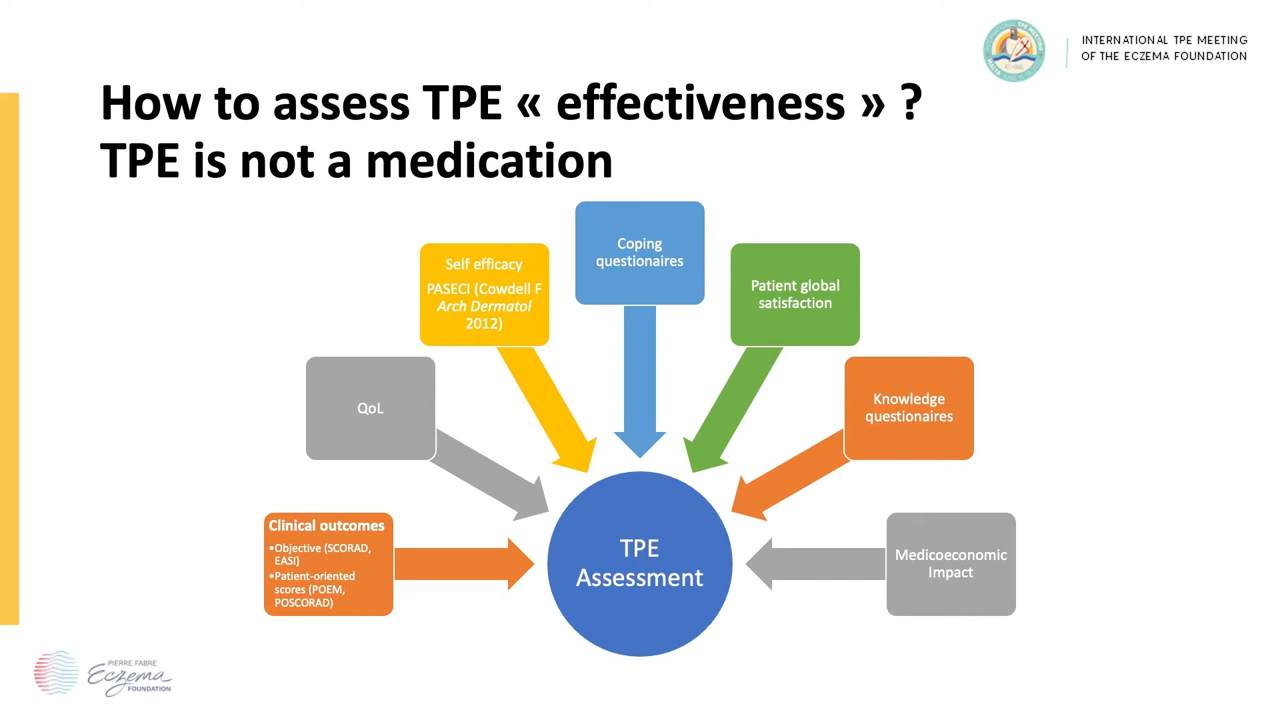 INTERNATIONAL TPE MEETING
OF THE ECZEMA FOUNDATION
How to assess TPE « effectiveness » ?
TPE is not a medication
Coping
questionaires
Self efficacy
PASECI (Cowdell F
Arch Dermatol
2012)
Patient global
satisfaction
QoL
Knowledge
questionaires
Clinical outcomes
•Objective (SCORAD,
EASI)
•Patient-oriented
scores (POEM,
POSCORAD)
TPE
Assessment
Medicoeconomic
Impact
PIERRE FABRE
Eczema
FOUNDATION